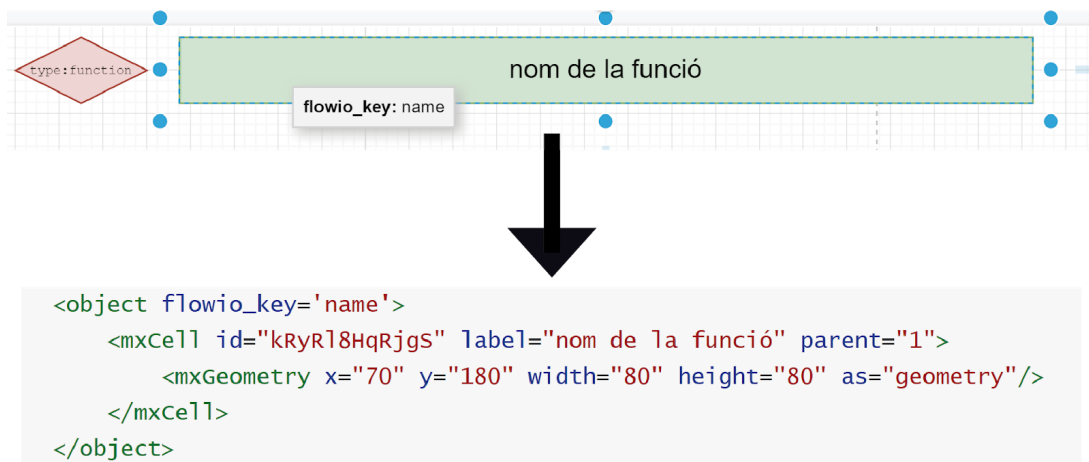 type:function
nom de la funció
flowio_key: name
<object flowio_key='name'>
<mxCell id="kRyRl8HqRjgS" label="nom de la funció" parent="1">
<mxGeometry x="70" y="180" width="80" height="80" as="geometry"/>
</mxCell>
</object>